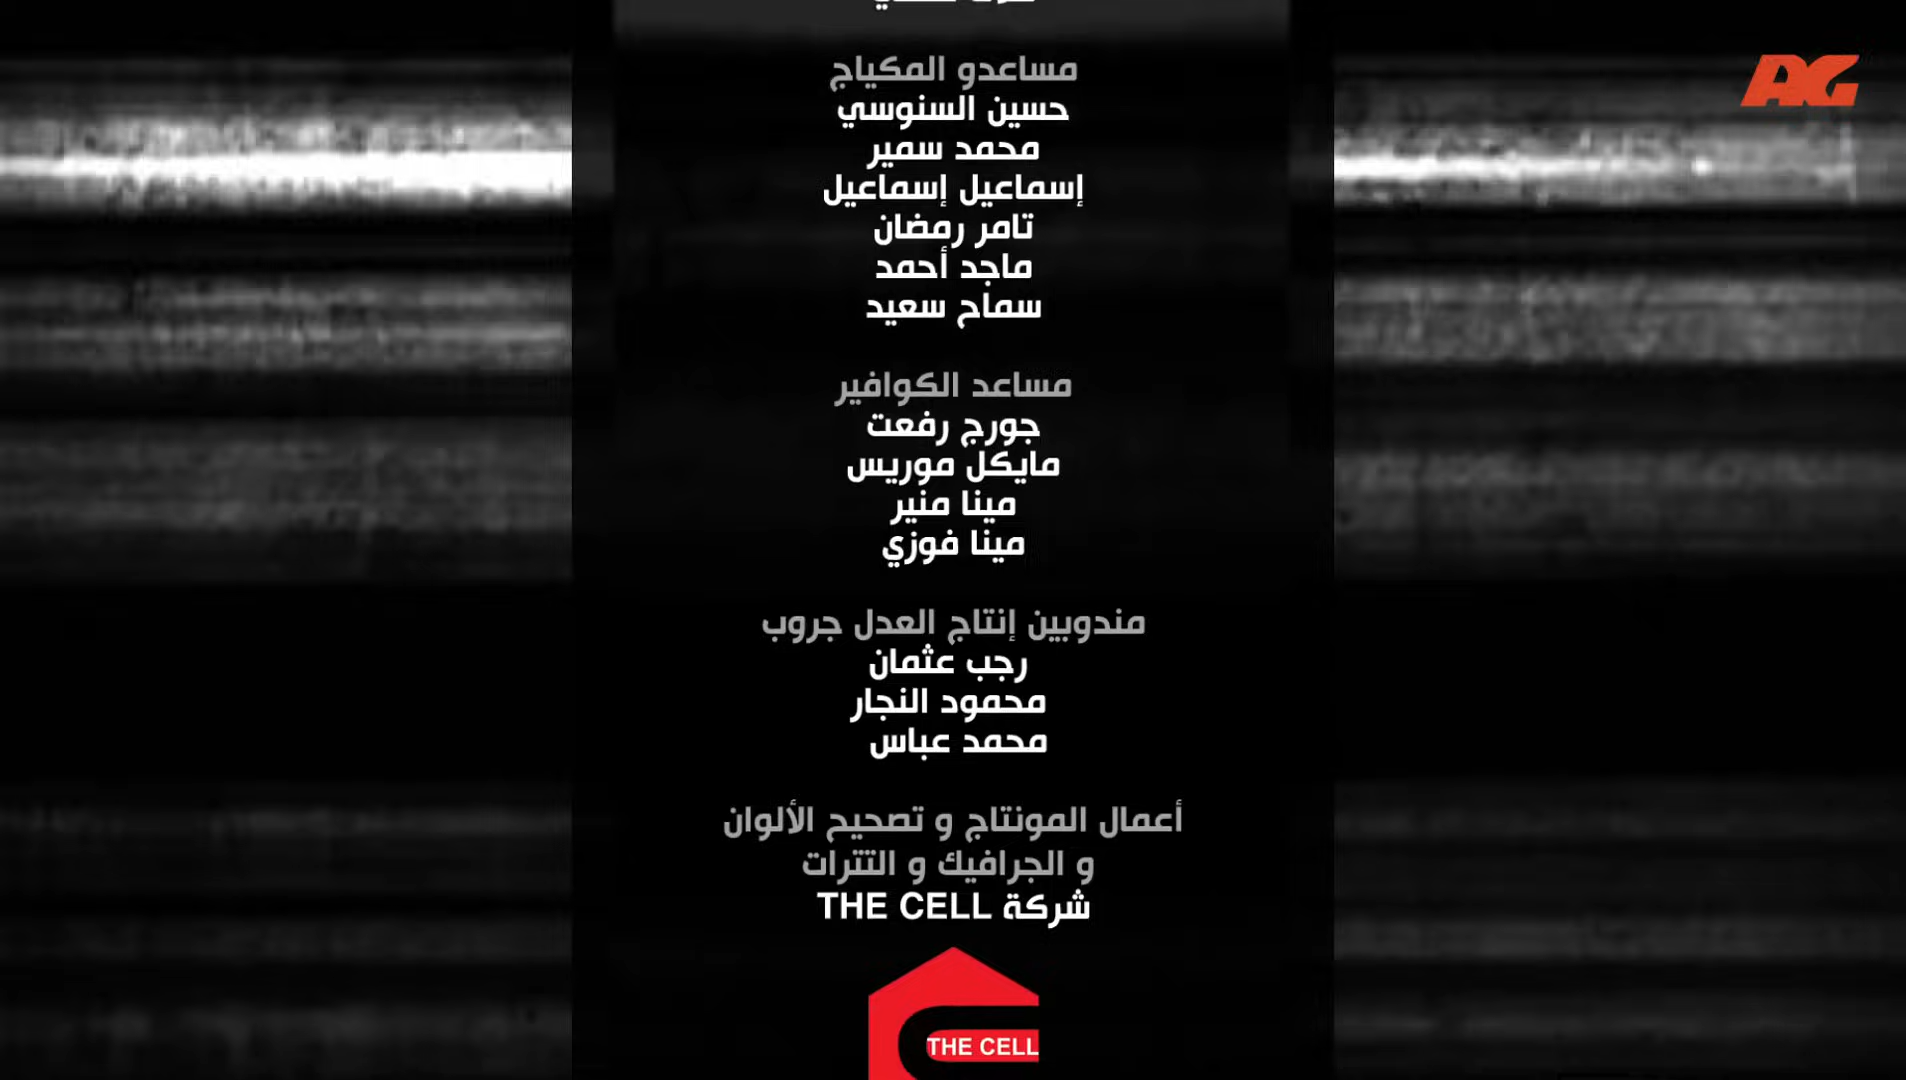 مساعدو المكياج
حسين السنوسي
محمد سمير
إسماعيل إسماعيل
تامر رمضان
ماجد أحمد
سماح سعيد
مساعد الكوافير
جورج رفعت
مايكل موريس
مينا منير
مينا فوزي
مندوبين إنتاج العدل جروب
رجب عثمان
محمود النجار
محمد عباس
أعمال المونتاج و تصحيح الألوان
و الجرافيك و التترات
شركة THE CELL
THE CELL
AG